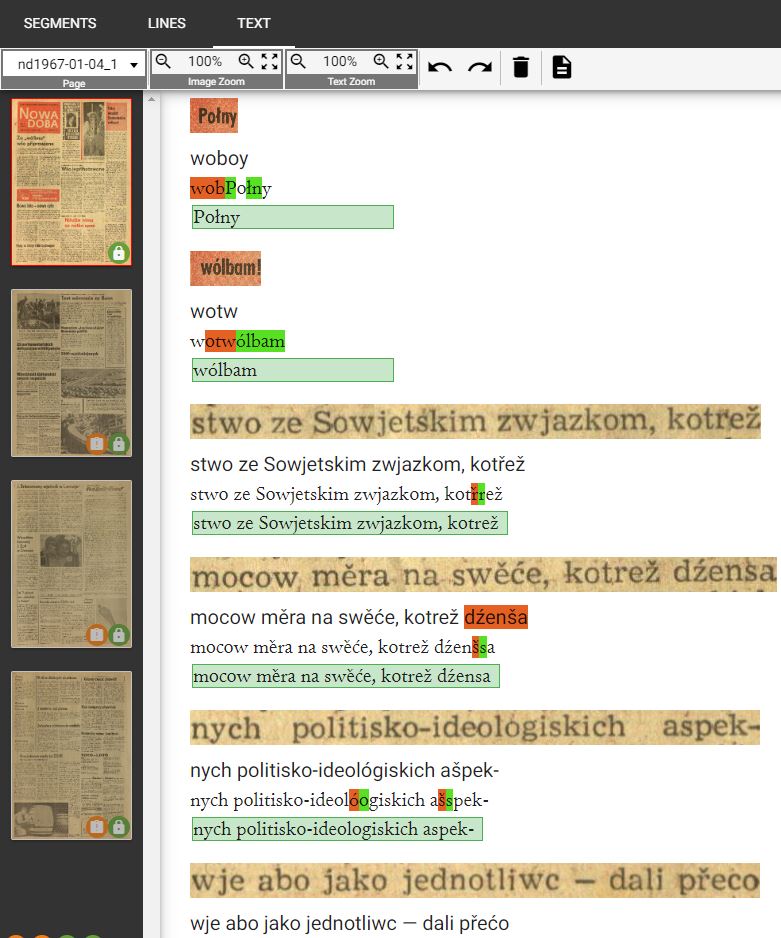 SEGMENTS LINES TEXT
nd1967-01-04_1 100% 100%
Page Image Zoom Text Zoom
NOWA
DOBA
Połny
woboy
wobPołny
Połny
wólbam!
wotw
wotwólbam
wólbam
stwo ze Sowjetskim zwjazkom, kotrež
stwo ze Sowjetskim zwjazkom, kotřež
stwo ze Sowjetskim zwjazkom, kotřrež
stwo ze Sowjetskim zwjazkom, kotrež
mocow měra na swěće, kotrež dźensa
mocow měra na swěće, kotrež dźenša
mocow měra na swěće, kotrež dźenšsa
mocow měra na swěće, kotrež dźensa
nych politisko-ideologiskich aspek-
nych politisko-ideológiskich ašpek-
nych politisko-ideolóogiskich ašspek-
nych politisko-ideologiskich aspek-
wje abo jako jednotliwc — dali přećo
wje abo jako jednotliwc — dali přećo